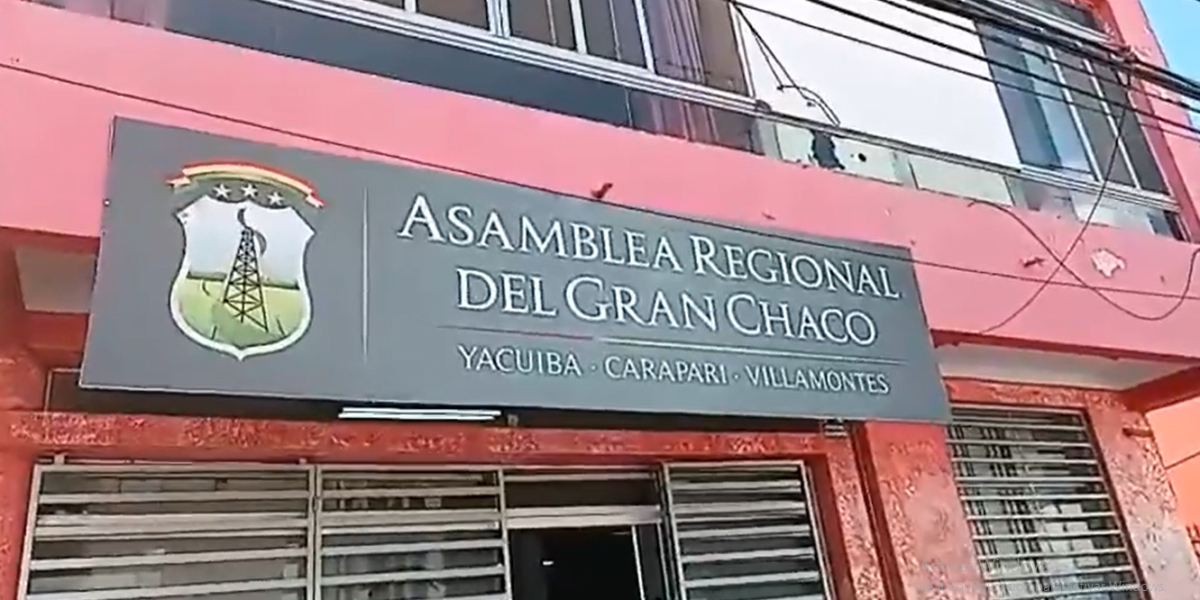 ASAMBLEA REGIONAL
DEL GRAN CHACO
YACUIBA · CARAPARI · VILLAMONTES